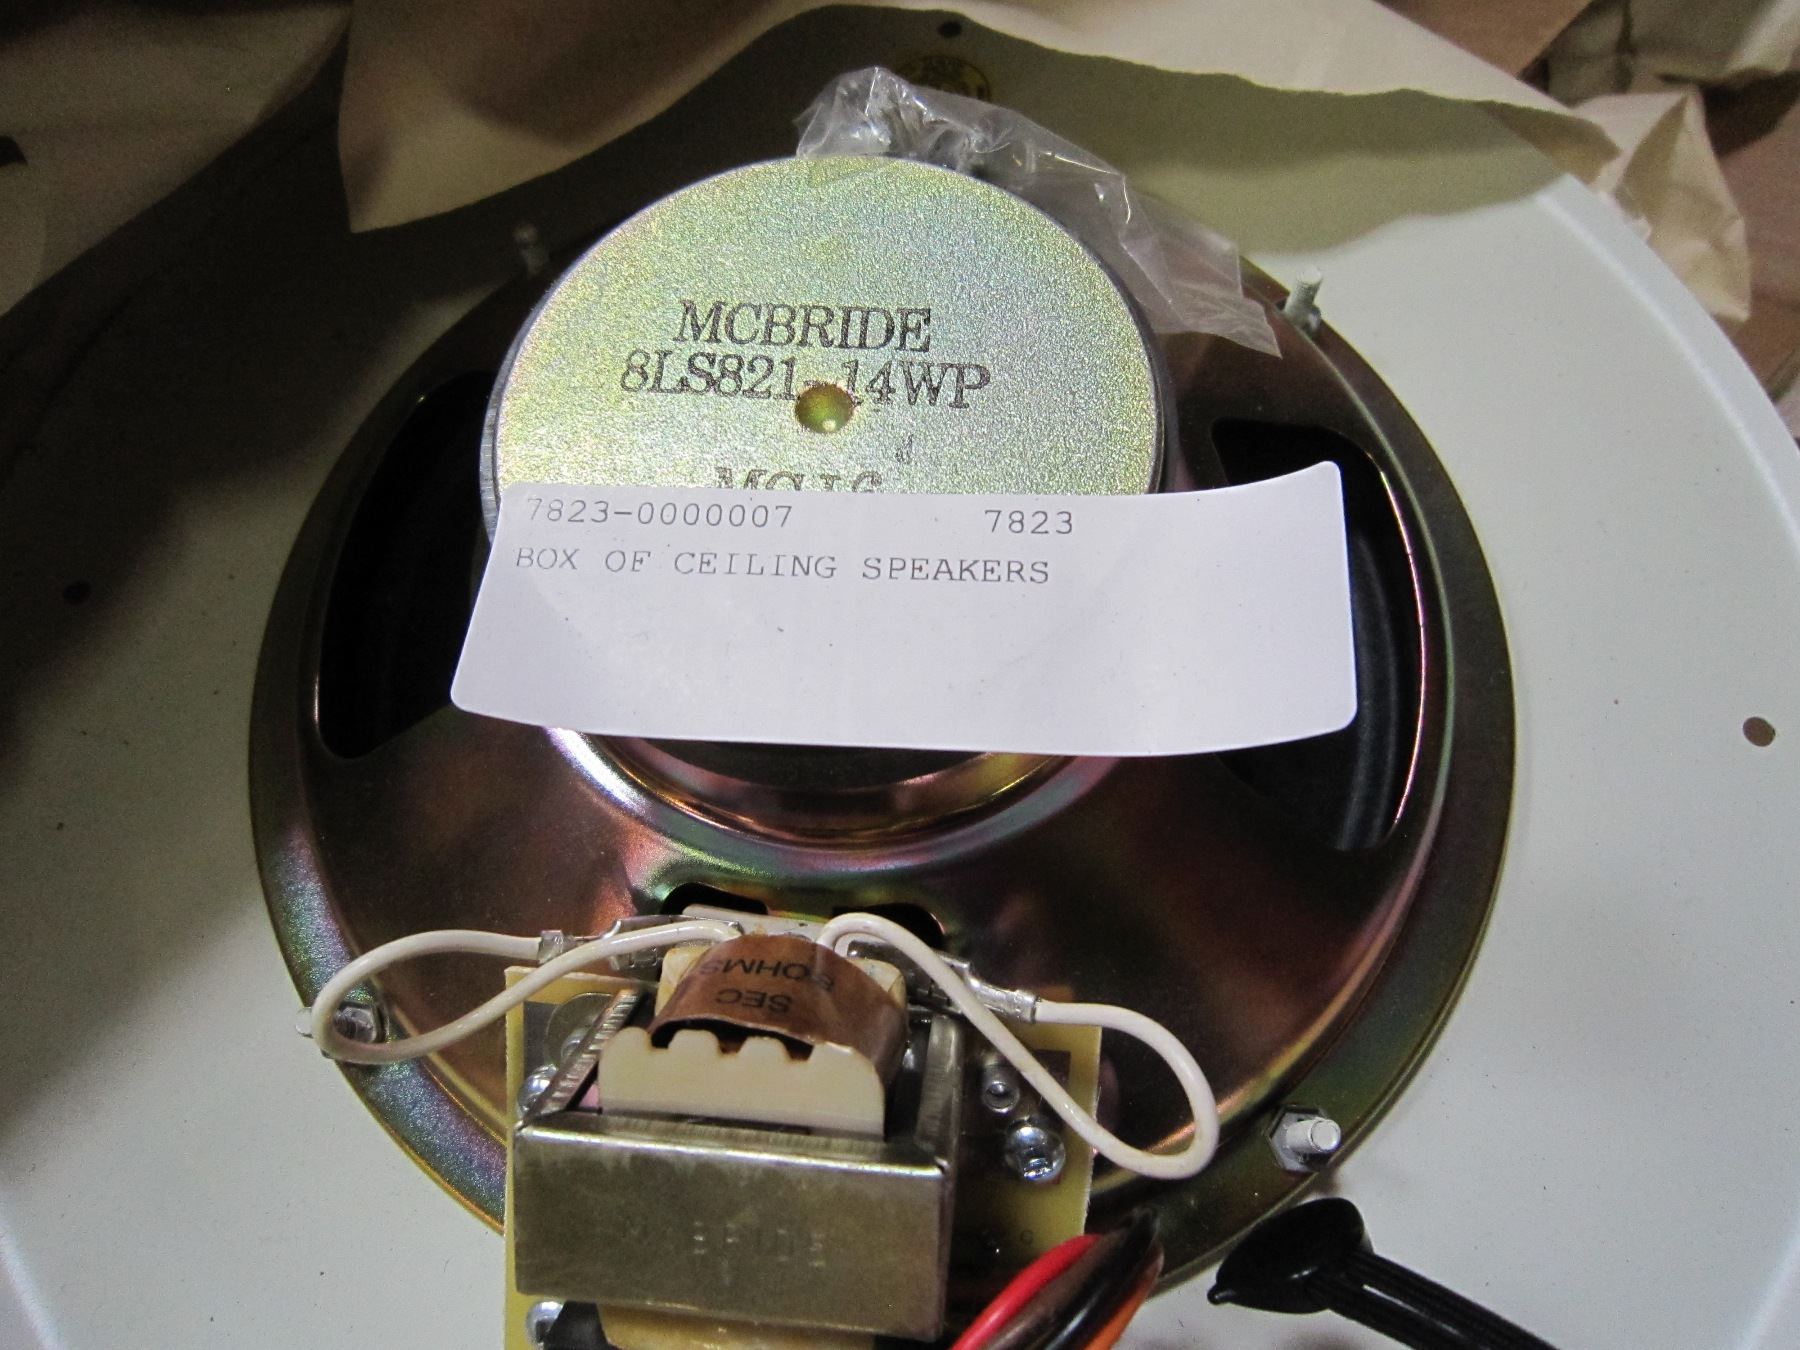 MCBRIDE
8LS821-14WP
7823-0000007 7823
BOX OF CEILING SPEAKERS
SEC
8OHMS